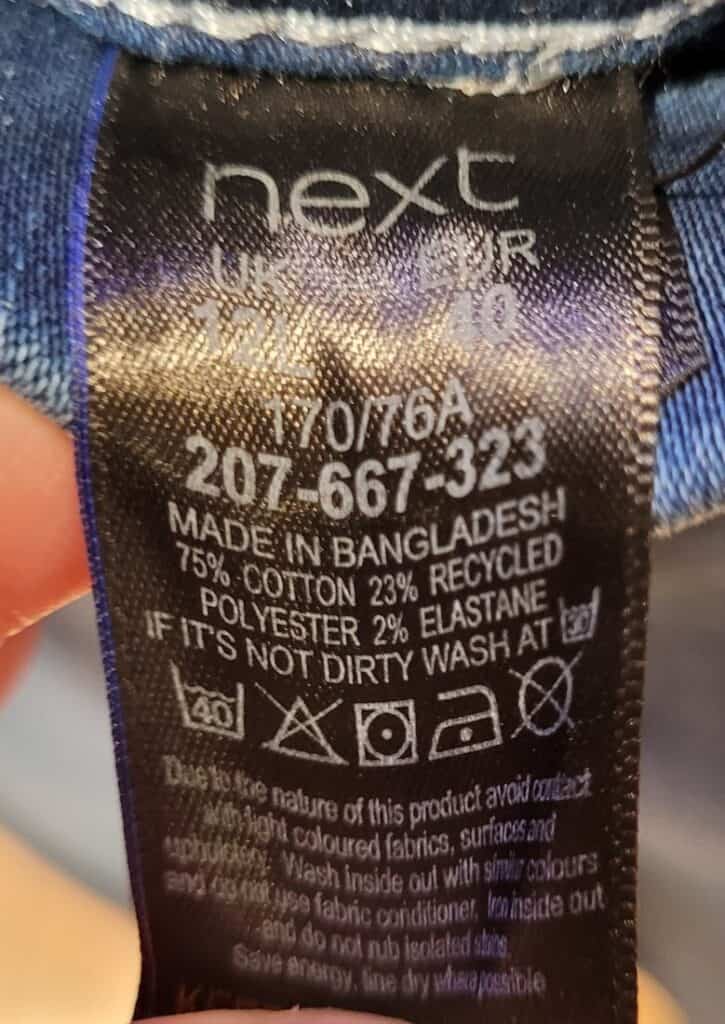 next
UK EUR
12L 40
170/76A
207-667-323
MADE IN BANGLADESH
75% COTTON 23% RECYCLED
POLYESTER 2% ELASTANE
IF IT'S NOT DIRTY WASH AT 30
40
Due to the nature of this product avoid contact
with light coloured fabrics, surfaces and
upholstery. Wash inside out with similar colours
and do not use fabric conditioner. Iron inside out
and do not rub isolated stains.
Save energy, line dry where possible